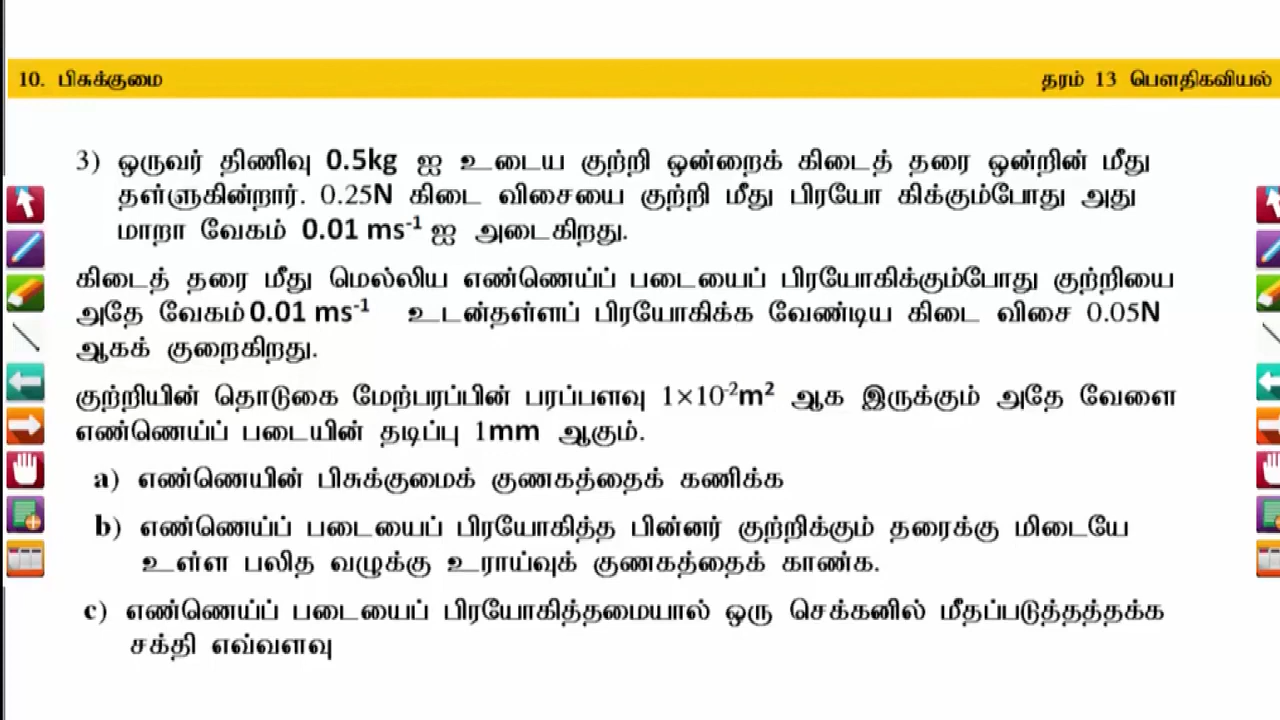 10. பிசுக்குமை
தரம் 13 பௌதிகவியல்
3) ஒருவர் திணிவு 0.5kg ஐ உடைய குற்றி ஒன்றைக் கிடைத் தரை ஒன்றின் மீது
தள்ளுகின்றார். 0.25N கிடை விசையை குற்றி மீது பிரயோ கிக்கும்போது அது
மாறா வேகம் 0.01 ms⁻¹ ஐ அடைகிறது.
கிடைத் தரை மீது மெல்லிய எண்ணெய்ப் படையைப் பிரயோகிக்கும்போது குற்றியை
அதே வேகம் 0.01 ms⁻¹ உடன்தள்ளப் பிரயோகிக்க வேண்டிய கிடை விசை 0.05N
ஆகக் குறைகிறது.
குற்றியின் தொடுகை மேற்பரப்பின் பரப்பளவு 1×10⁻²m² ஆக இருக்கும் அதே வேளை
எண்ணெய்ப் படையின் தடிப்பு 1mm ஆகும்.
a) எண்ணெயின் பிசுக்குமைக் குணகத்தைக் கணிக்க
b) எண்ணெய்ப் படையைப் பிரயோகித்த பின்னர் குற்றிக்கும் தரைக்கு மிடையே
உள்ள பலித வழுக்கு உராய்வுக் குணகத்தைக் காண்க.
c) எண்ணெய்ப் படையைப் பிரயோகித்தமையால் ஒரு செக்கனில் மீதப்படுத்தத்தக்க
சக்தி எவ்வளவு